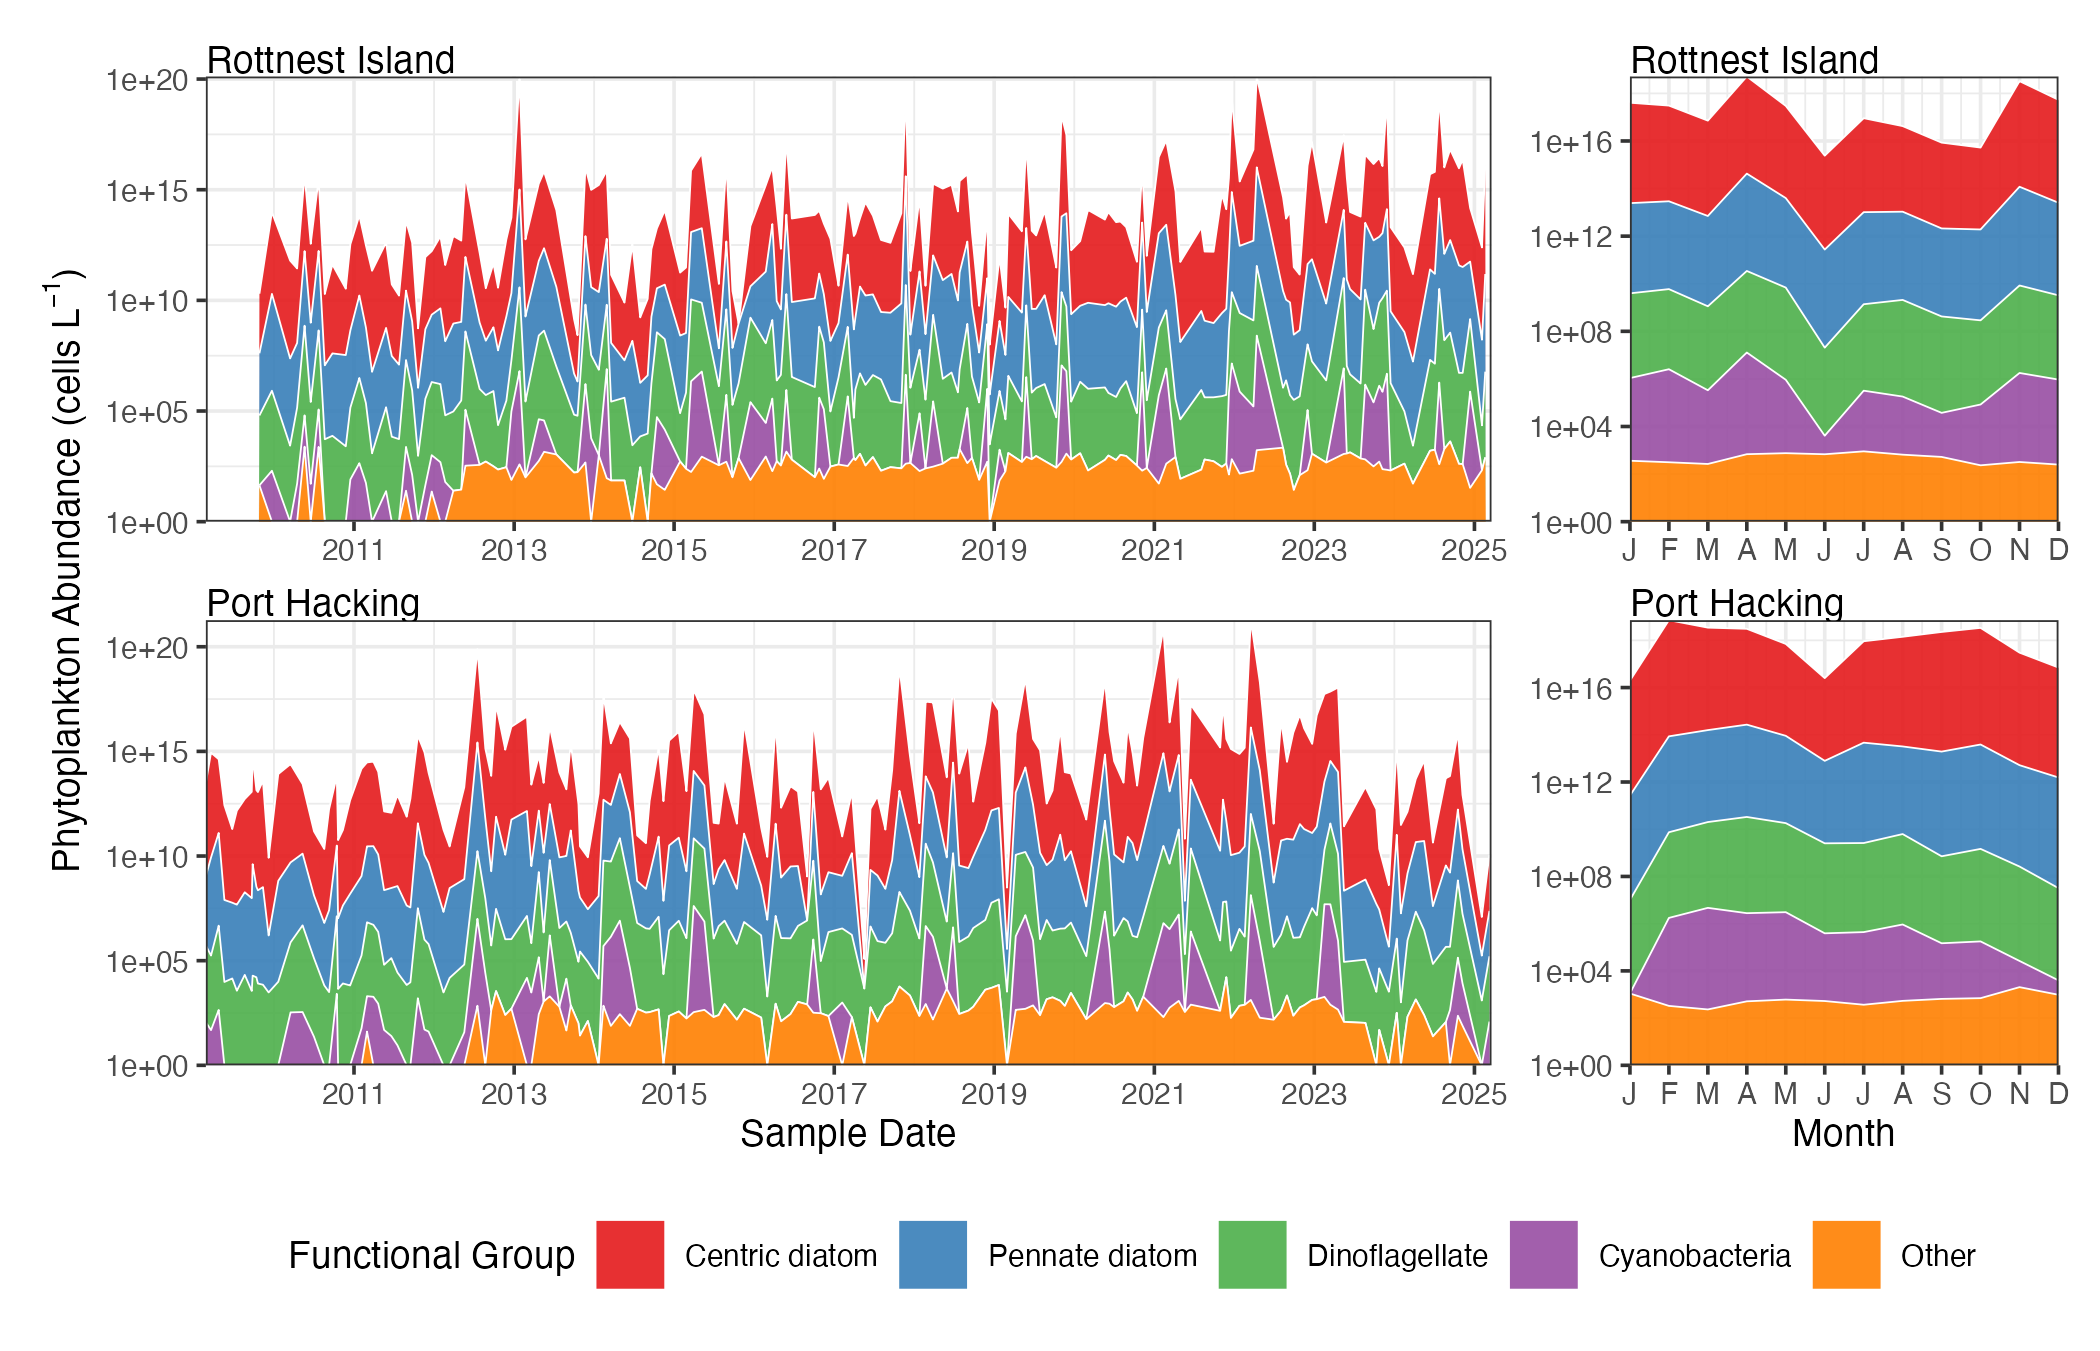 Rottnest Island
Rottnest Island
Phytoplankton Abundance (cells L⁻¹)
1e+20
1e+15
1e+10
1e+05
1e+00
2011 2013 2015 2017 2019 2021 2023 2025
1e+16
1e+12
1e+08
1e+04
1e+00
J F M A M J J A S O N D
Port Hacking
Port Hacking
1e+20
1e+15
1e+10
1e+05
1e+00
2011 2013 2015 2017 2019 2021 2023 2025
Sample Date
1e+16
1e+12
1e+08
1e+04
1e+00
J F M A M J J A S O N D
Month
Functional Group Centric diatom Pennate diatom Dinoflagellate Cyanobacteria Other